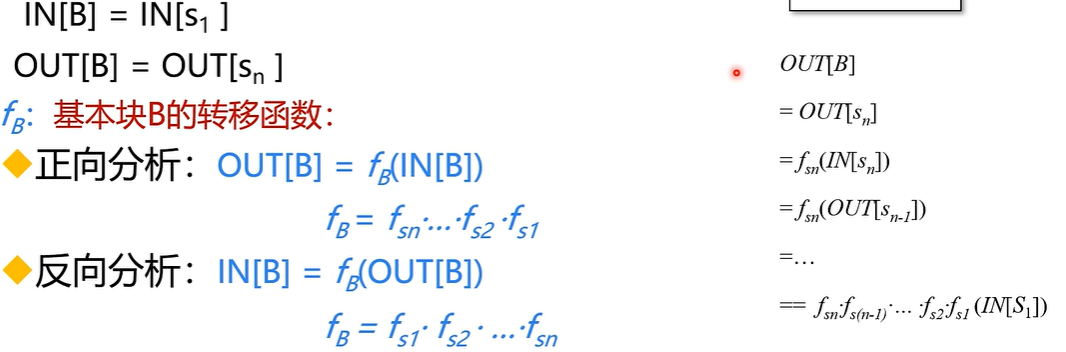 IN[B] = IN[s1 ]
OUT[B] = OUT[sn ]
fB: 基本块B的转移函数:
◆正向分析: OUT[B] = fB(IN[B])
fB = fsn·...·fs2 ·fs1
◆反向分析: IN[B] = fB(OUT[B])
fB = fs1· fs2 · ...·fsn
OUT[B]
= OUT[sn]
=fsn(IN[sn])
=fsn(OUT[sn-1])
=…
== fsn·fs(n-1)·… ·fs2·fs1 (IN[S1])